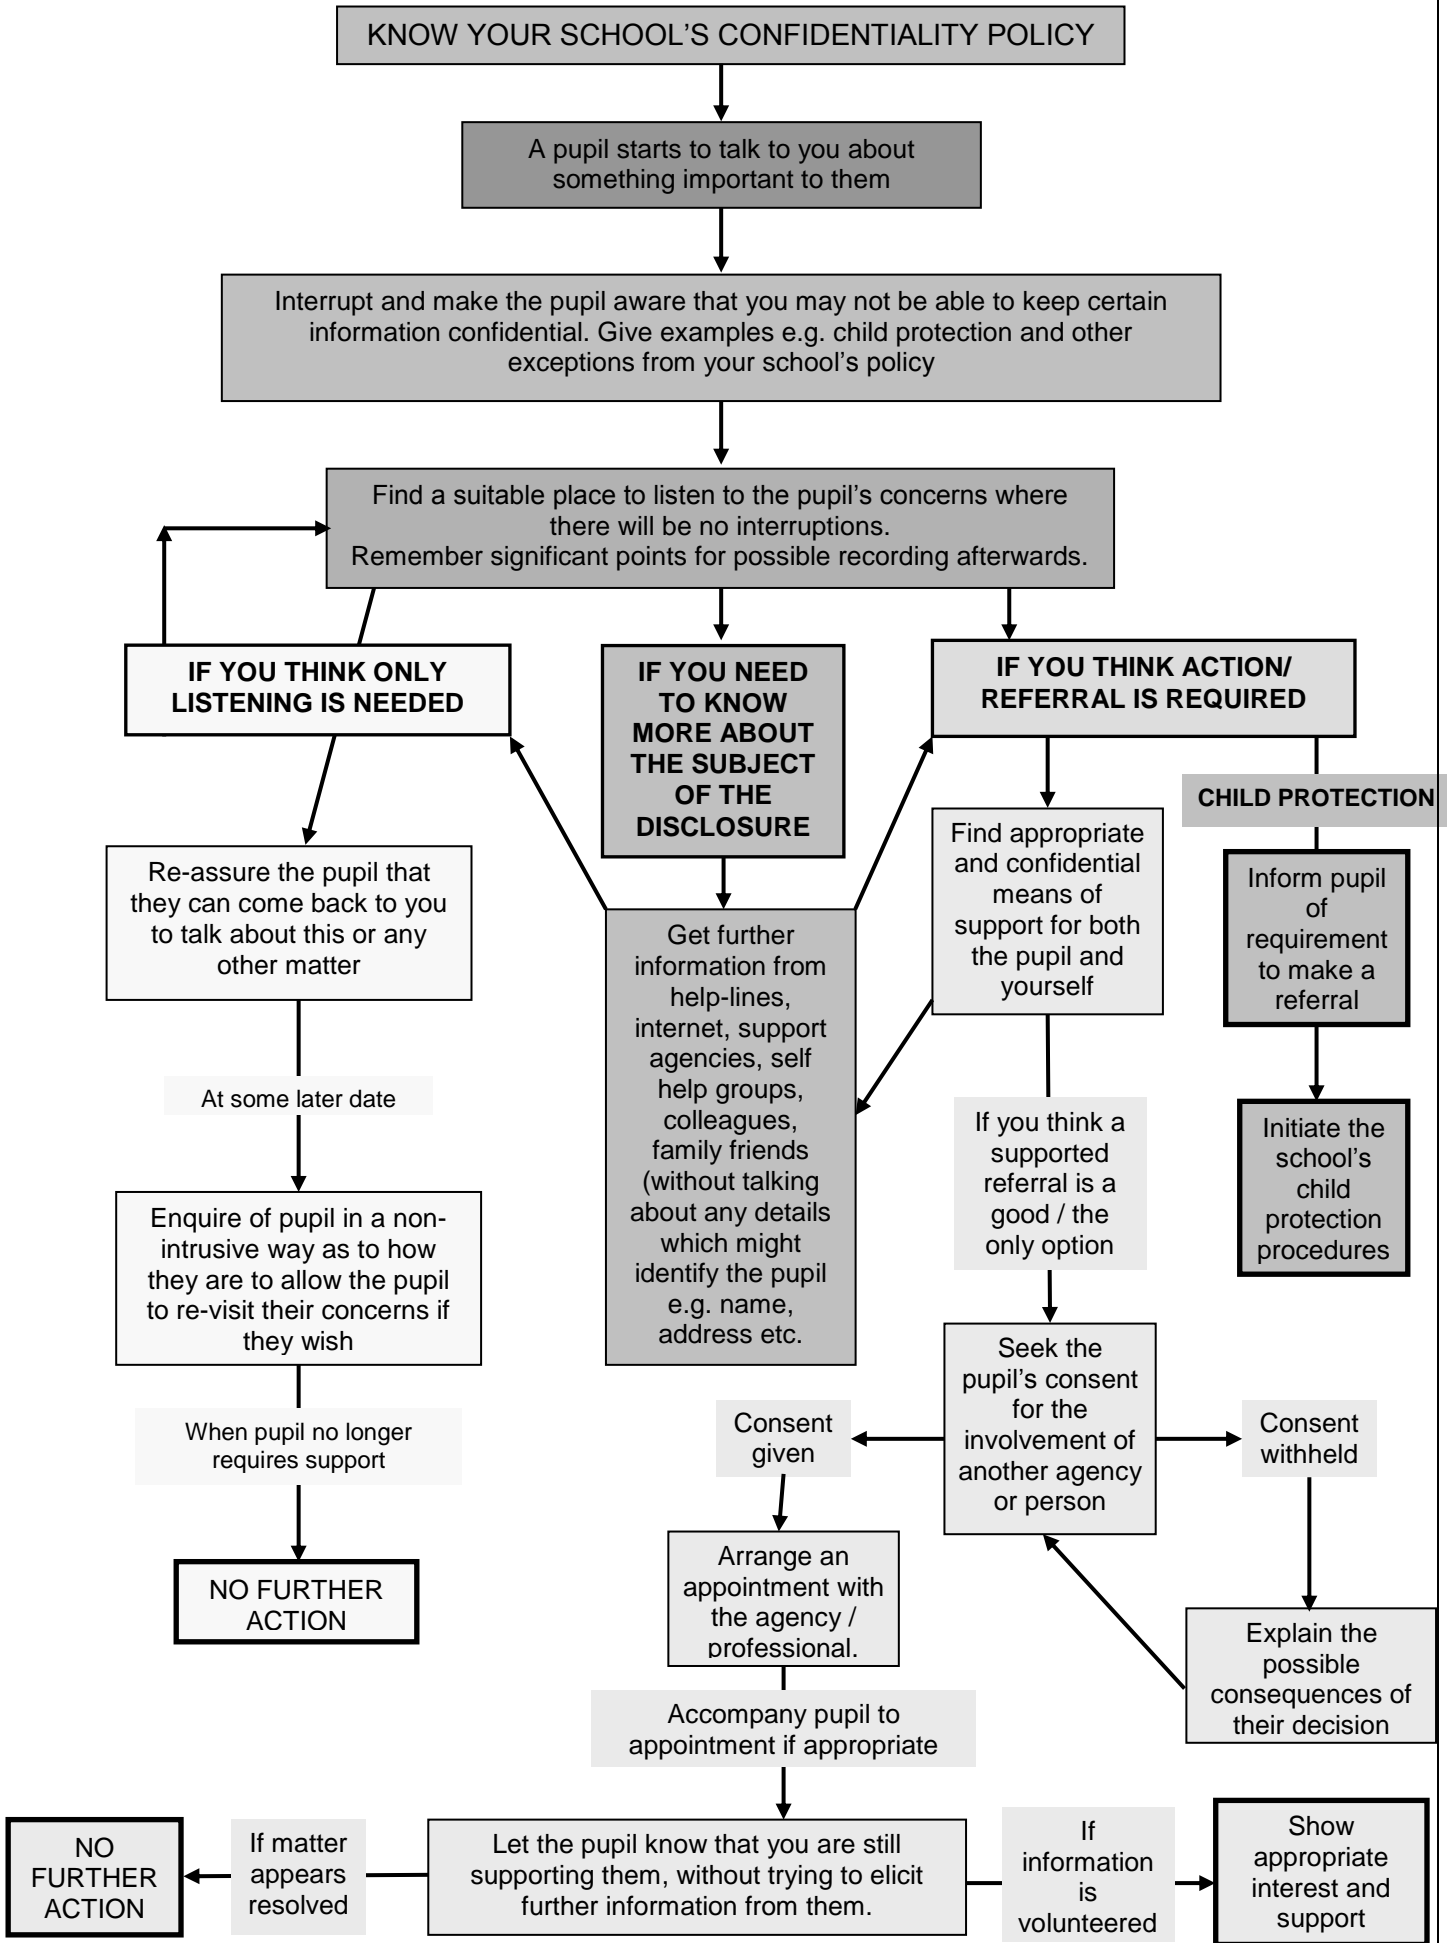 KNOW YOUR SCHOOL'S CONFIDENTIALITY POLICY
A pupil starts to talk to you about
something important to them
Interrupt and make the pupil aware that you may not be able to keep certain
information confidential. Give examples e.g. child protection and other
exceptions from your school's policy
Find a suitable place to listen to the pupil's concerns where
there will be no interruptions.
Remember significant points for possible recording afterwards.
IF YOU THINK ONLY
LISTENING IS NEEDED
IF YOU NEED
TO KNOW
MORE ABOUT
THE SUBJECT
OF THE
DISCLOSURE
IF YOU THINK ACTION/
REFERRAL IS REQUIRED
CHILD PROTECTION
Re-assure the pupil that
they can come back to you
to talk about this or any
other matter
Get further
information from
help-lines,
internet, support
agencies, self
help groups,
colleagues,
family friends
(without talking
about any details
which might
identify the pupil
e.g. name,
address etc.
Find appropriate
and confidential
means of
support for both
the pupil and
yourself
Inform pupil
of
requirement
to make a
referral
At some later date
If you think a
supported
referral is a
good / the
only option
Initiate the
school's
child
protection
procedures
Enquire of pupil in a non-
intrusive way as to how
they are to allow the pupil
to re-visit their concerns if
they wish
When pupil no longer
requires support
NO FURTHER
ACTION
Consent
given
Seek the
pupil's consent
for the
involvement of
another agency
or person
Consent
withheld
Arrange an
appointment with
the agency /
professional.
Explain the
possible
consequences of
their decision
Accompany pupil to
appointment if appropriate
NO
FURTHER
ACTION
If matter
appears
resolved
Let the pupil know that you are still
supporting them, without trying to elicit
further information from them.
If
information
is
volunteered
Show
appropriate
interest and
support